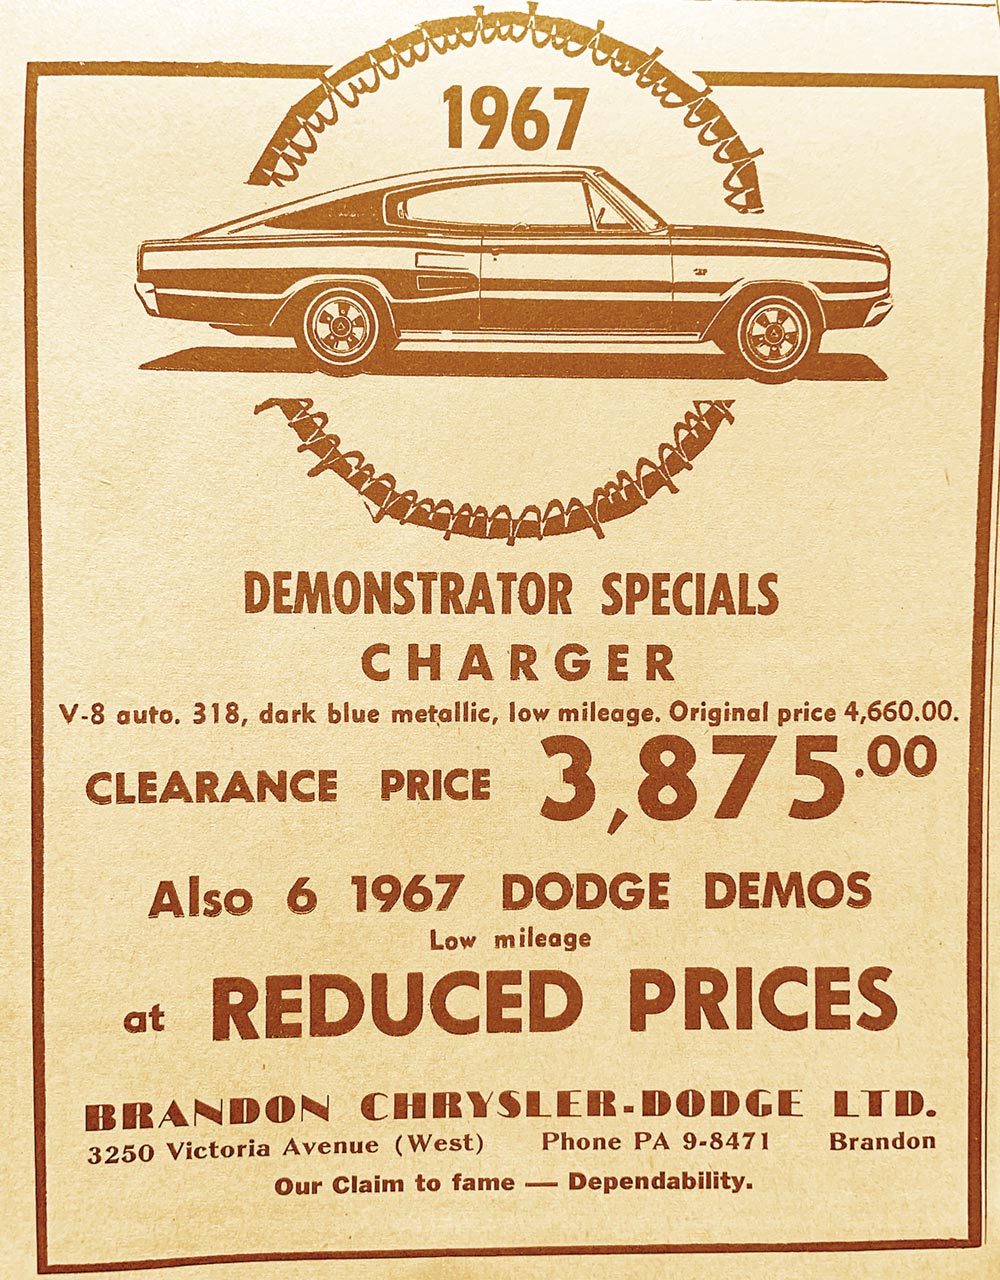 1967
DEMONSTRATOR SPECIALS
CHARGER
V-8 auto. 318, dark blue metallic, low mileage. Original price 4,660.00.
CLEARANCE PRICE 3,875.00
Also 6 1967 DODGE DEMOS
Low mileage
at REDUCED PRICES
BRANDON CHRYSLER-DODGE LTD.
3250 Victoria Avenue (West) Phone PA 9-8471 Brandon
Our Claim to fame — Dependability.